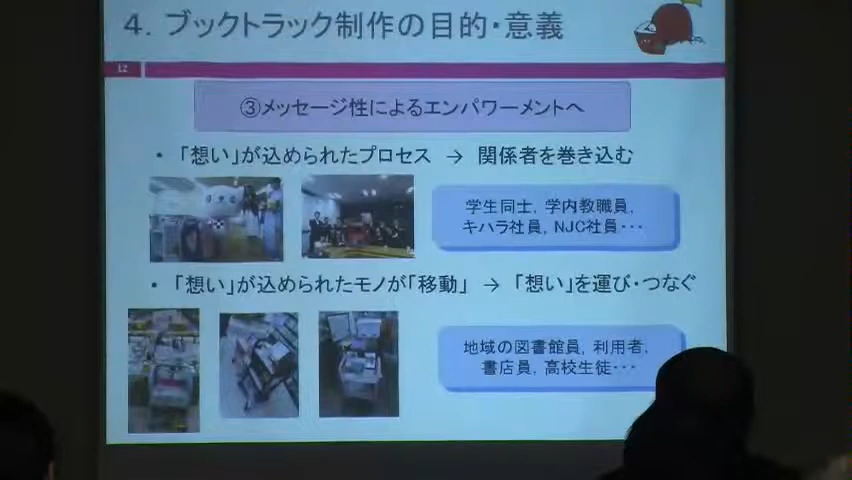 4. ブックトラック制作の目的・意義
12
③メッセージ性によるエンパワーメントへ
・「想い」が込められたプロセス → 関係者を巻き込む
学生同士, 学内教職員,
キハラ社員, NJC社員・・・
・「想い」が込められたモノが「移動」 → 「想い」を運び・つなぐ
地域の図書館員, 利用者,
書店員, 高校生徒・・・